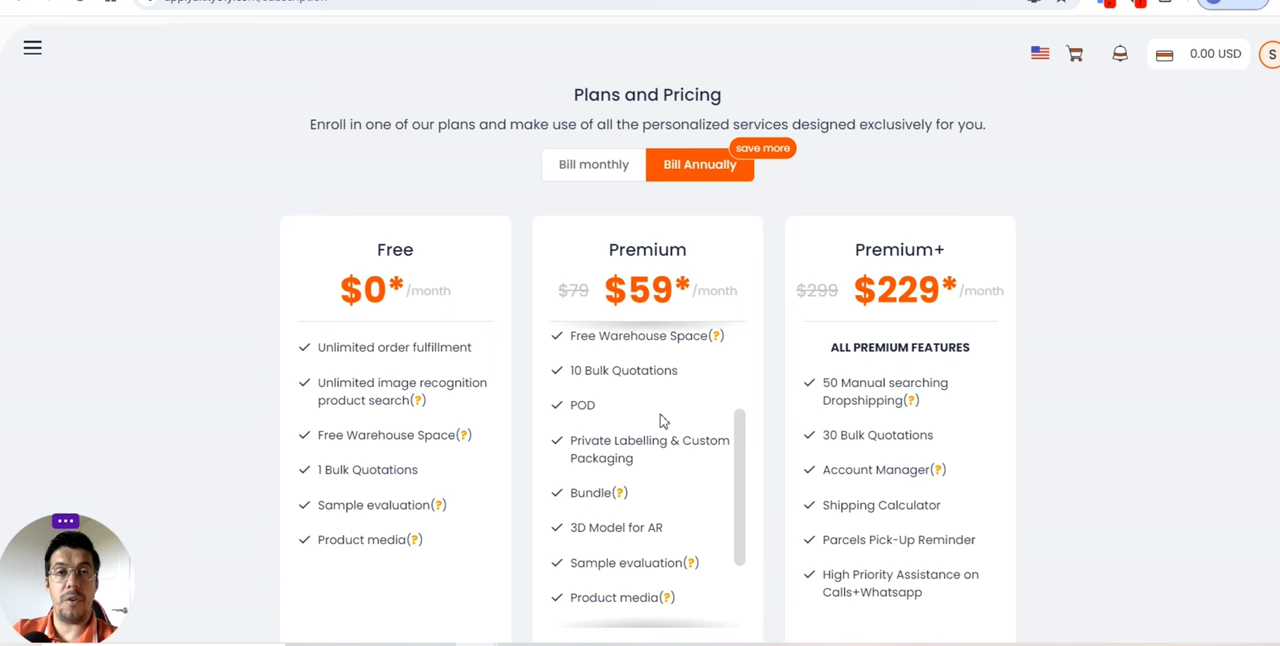 0.00 USD
S
Plans and Pricing
Enroll in one of our plans and make use of all the personalized services designed exclusively for you.
save more
Bill monthly
Bill Annually
Free
$0* /month
Unlimited order fulfillment
Unlimited image recognition
product search(?)
Free Warehouse Space(?)
1 Bulk Quotations
Sample evaluation(?)
Product media(?)
Premium
$79 $59* /month
Free Warehouse Space(?)
10 Bulk Quotations
POD
Private Labelling & Custom
Packaging
Bundle(?)
3D Model for AR
Sample evaluation(?)
Product media(?)
Premium+
$299 $229* /month
ALL PREMIUM FEATURES
50 Manual searching
Dropshipping(?)
30 Bulk Quotations
Account Manager(?)
Shipping Calculator
Parcels Pick-Up Reminder
High Priority Assistance on
Calls+Whatsapp